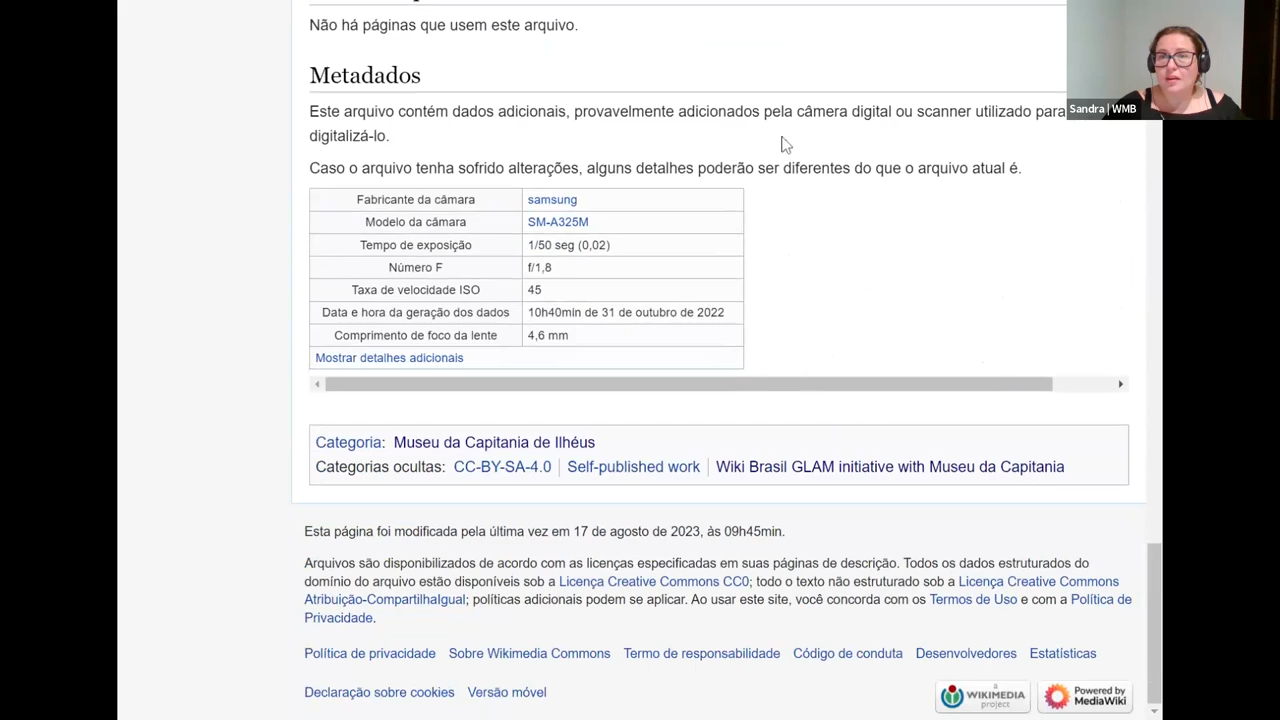 Não há páginas que usem este arquivo.
Metadados
Este arquivo contém dados adicionais, provavelmente adicionados pela câmera digital ou scanner utilizado para
digitalizá-lo.
Caso o arquivo tenha sofrido alterações, alguns detalhes poderão ser diferentes do que o arquivo atual é.
Fabricante da câmara samsung
Modelo da câmara SM-A325M
Tempo de exposição 1/50 seg (0,02)
Número F f/1,8
Taxa de velocidade ISO 45
Data e hora da geração dos dados 10h40min de 31 de outubro de 2022
Comprimento de foco da lente 4,6 mm
Mostrar detalhes adicionais
Categoria: Museu da Capitania de Ilhéus
Categorias ocultas: CC-BY-SA-4.0 Self-published work Wiki Brasil GLAM initiative with Museu da Capitania
Esta página foi modificada pela última vez em 17 de agosto de 2023, às 09h45min.
Arquivos são disponibilizados de acordo com as licenças especificadas em suas páginas de descrição. Todos os dados estruturados do
domínio do arquivo estão disponíveis sob a Licença Creative Commons CC0; todo o texto não estruturado sob a Licença Creative Commons
Atribuição-CompartilhaIgual; políticas adicionais podem se aplicar. Ao usar este site, você concorda com os Termos de Uso e com a Política de
Privacidade.
Política de privacidade Sobre Wikimedia Commons Termo de responsabilidade Código de conduta Desenvolvedores Estatísticas
Declaração sobre cookies Versão móvel
a WIKIMEDIA project
Powered by MediaWiki
Sandra | WMB